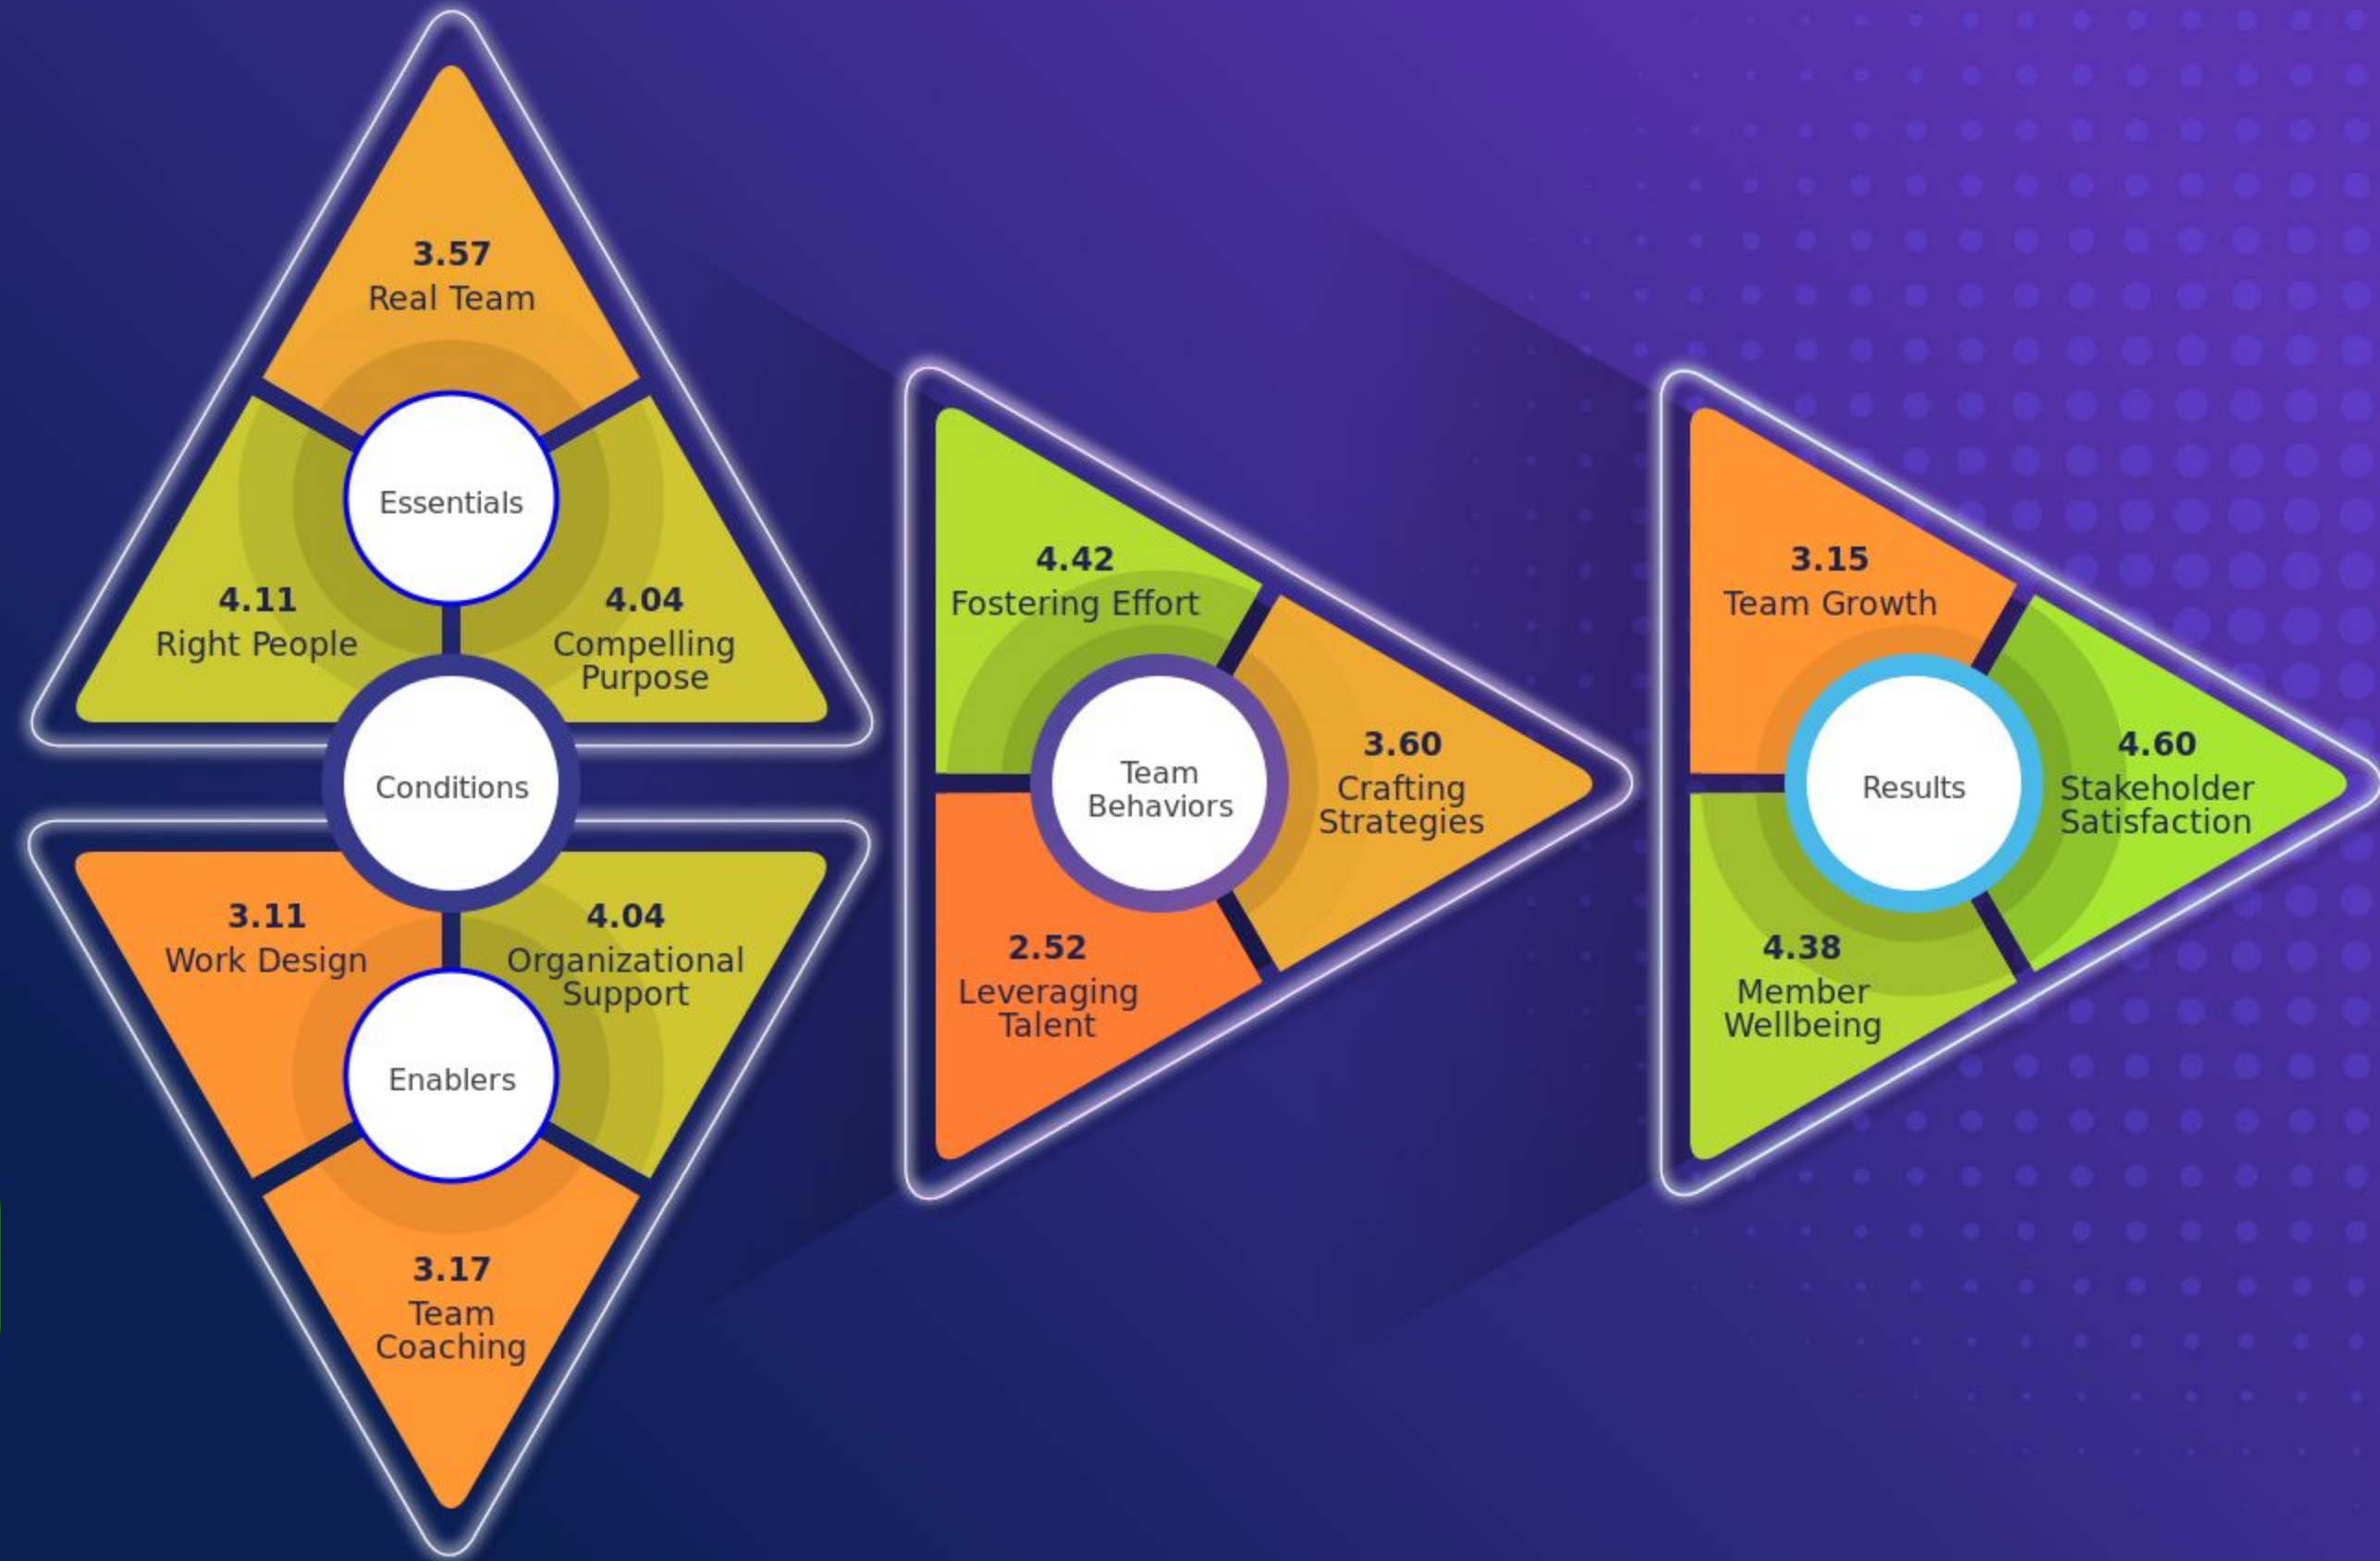 3.57
Real Team
Essentials
4.11
Right People
4.04
Compelling
Purpose
Conditions
3.11
Work Design
4.04
Organizational
Support
Enablers
3.17
Team
Coaching
4.42
Fostering Effort
Team
Behaviors
3.60
Crafting
Strategies
2.52
Leveraging
Talent
3.15
Team Growth
Results
4.60
Stakeholder
Satisfaction
4.38
Member
Wellbeing